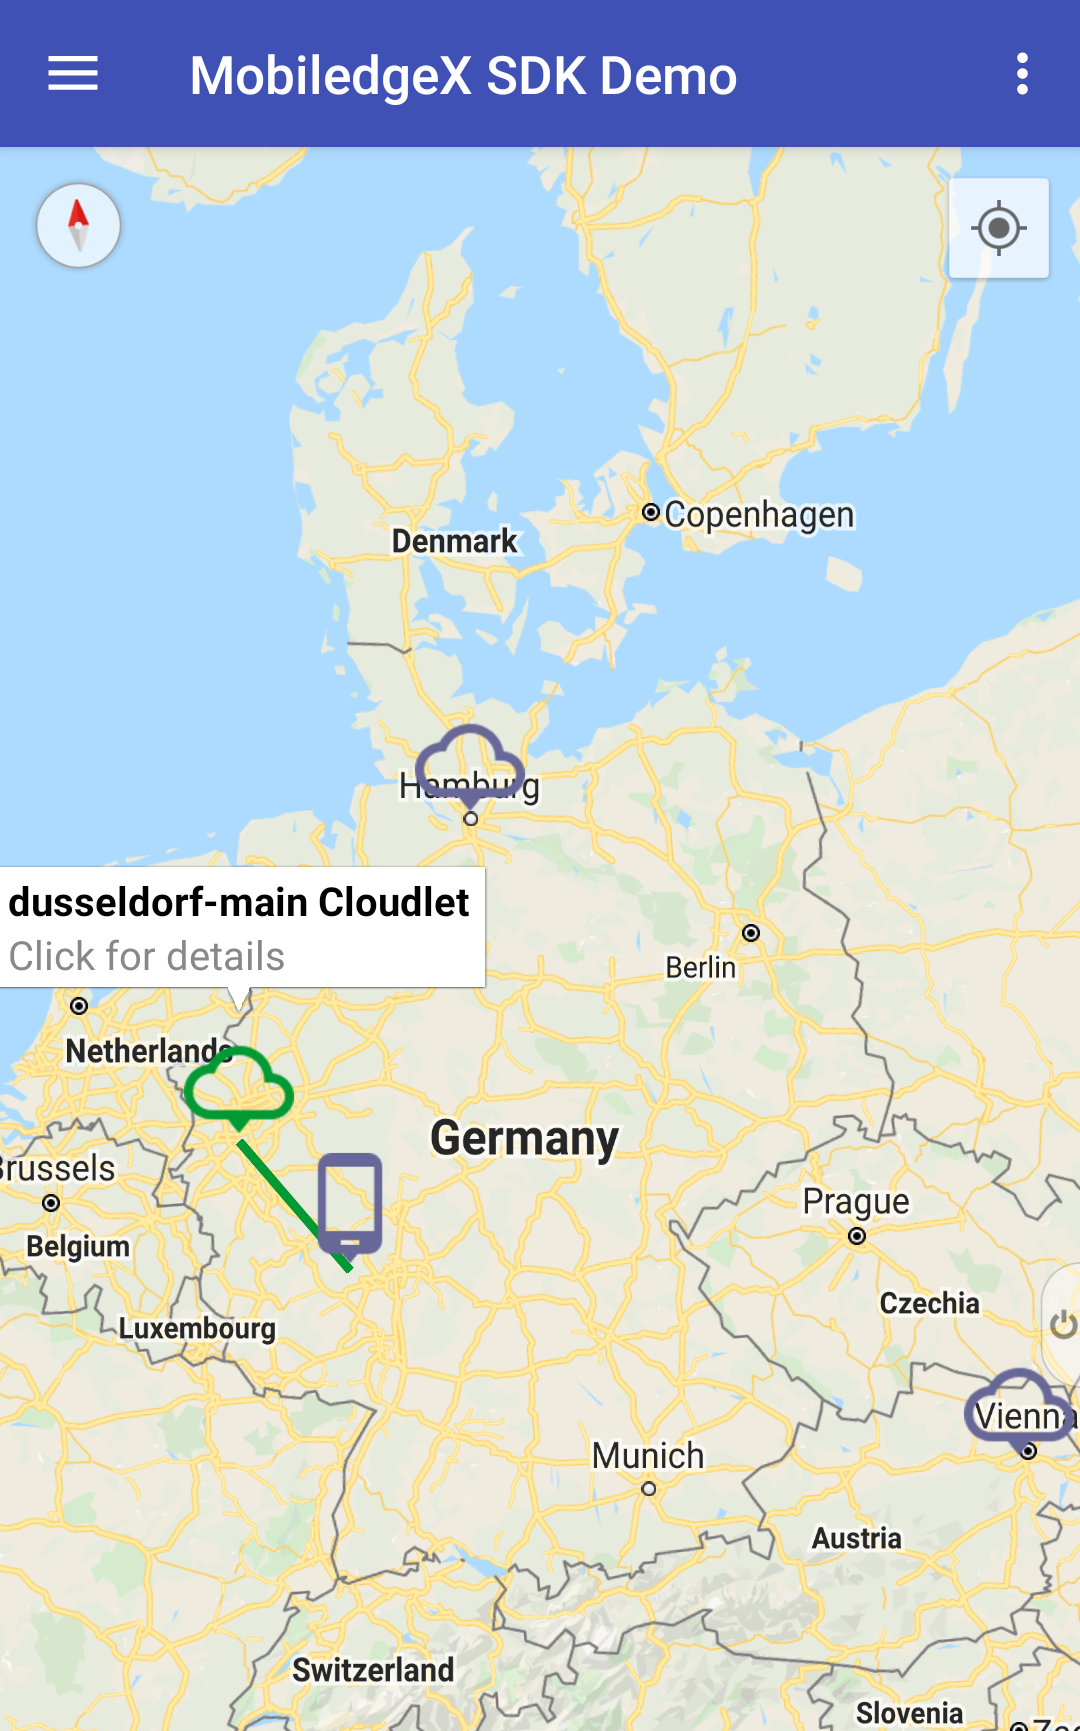 MobiledgeX SDK Demo
Copenhagen
Denmark
Hamburg
dusseldorf-main Cloudlet
Click for details
Berlin
Netherlands
Germany
Brussels
Prague
Belgium
Czechia
Luxembourg
Vienna
Munich
Austria
Switzerland
Slovenia